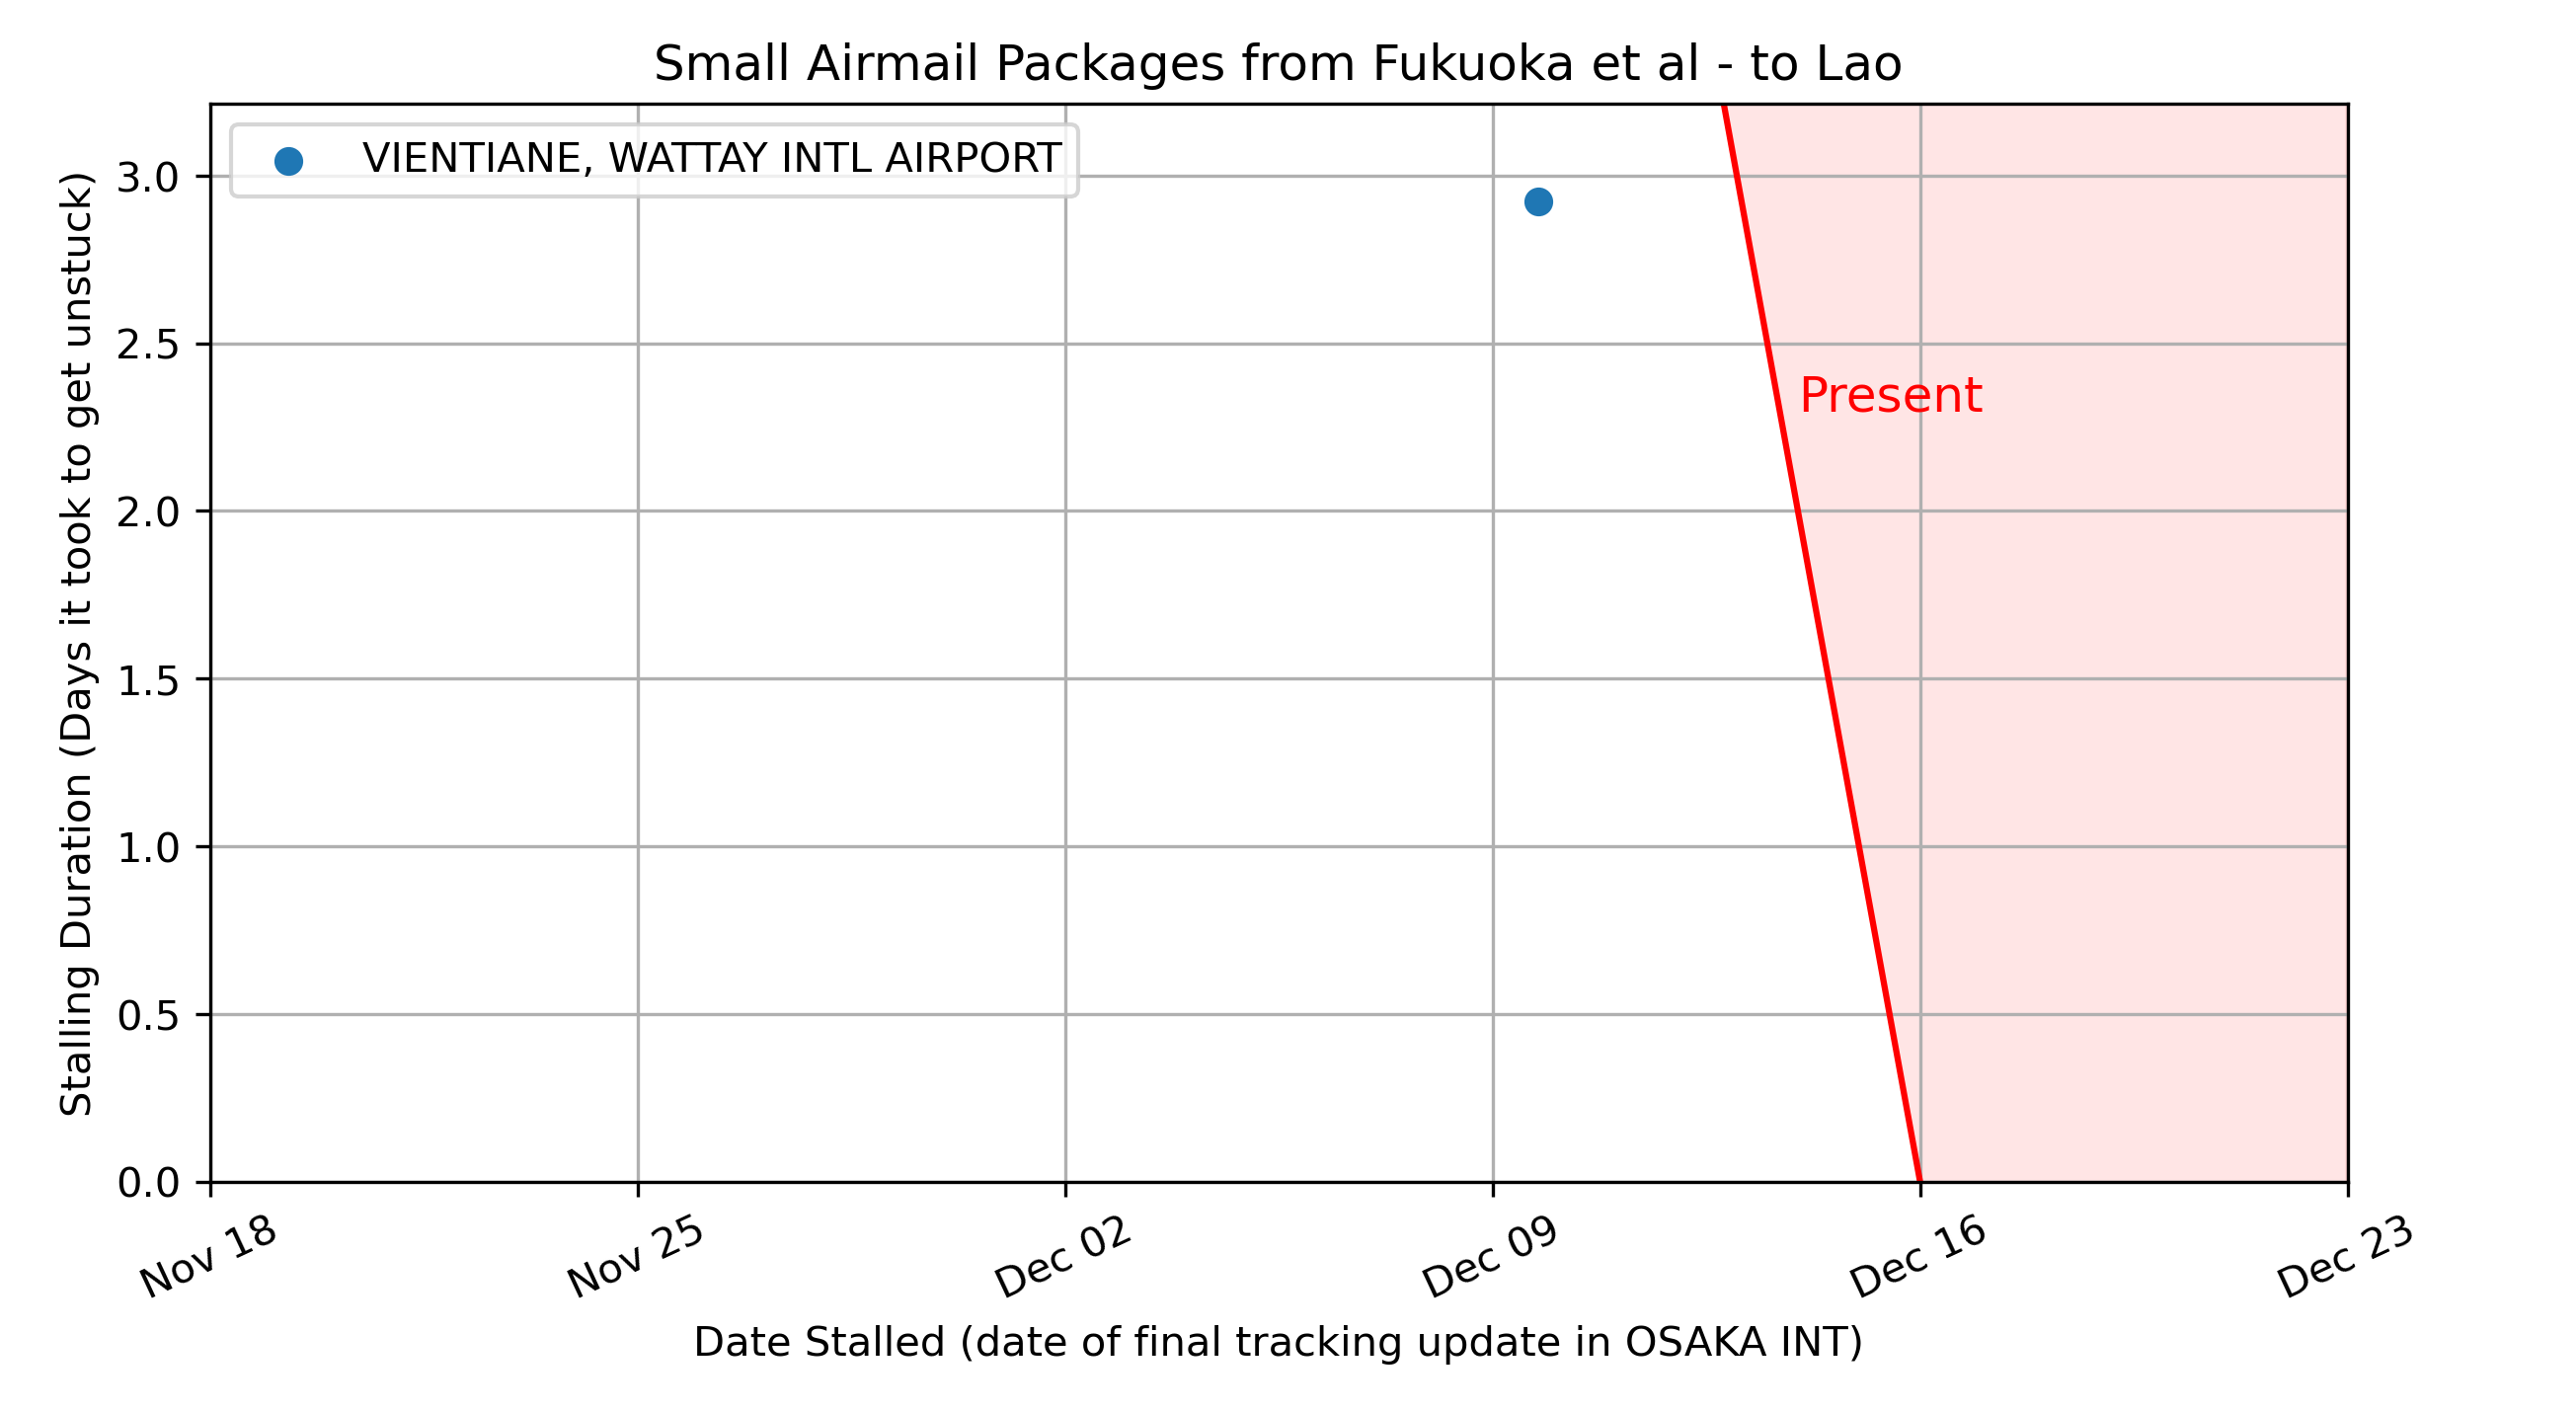 Small Airmail Packages from Fukuoka et al - to Lao
VIENTIANE, WATTAY INTL AIRPORT
Stalling Duration (Days it took to get unstuck)
3.0
2.5
2.0
1.5
1.0
0.5
0.0
Present
Nov 18
Nov 25
Dec 02
Dec 09
Dec 16
Dec 23
Date Stalled (date of final tracking update in OSAKA INT)